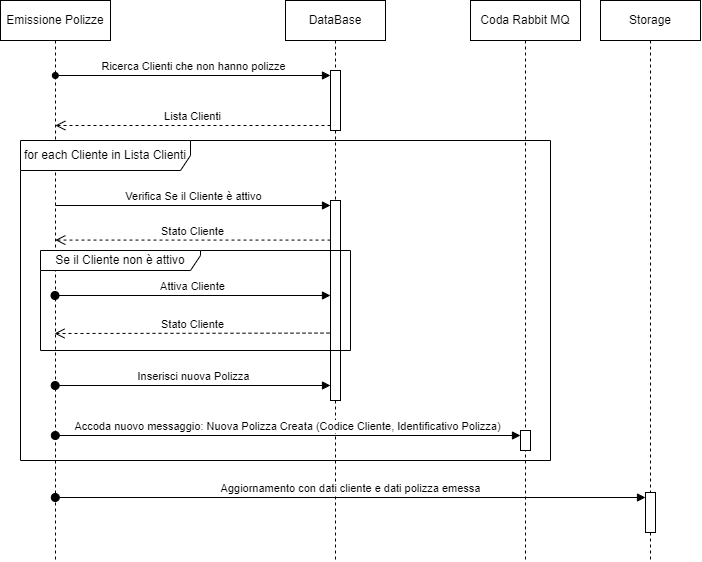 Emissione Polizze
DataBase
Coda Rabbit MQ
Storage
Ricerca Clienti che non hanno polizze
Lista Clienti
for each Cliente in Lista Clienti
Verifica Se il Cliente è attivo
Stato Cliente
Se il Cliente non è attivo
Attiva Cliente
Stato Cliente
Inserisci nuova Polizza
Accoda nuovo messaggio: Nuova Polizza Creata (Codice Cliente, Identificativo Polizza)
Aggiornamento con dati cliente e dati polizza emessa